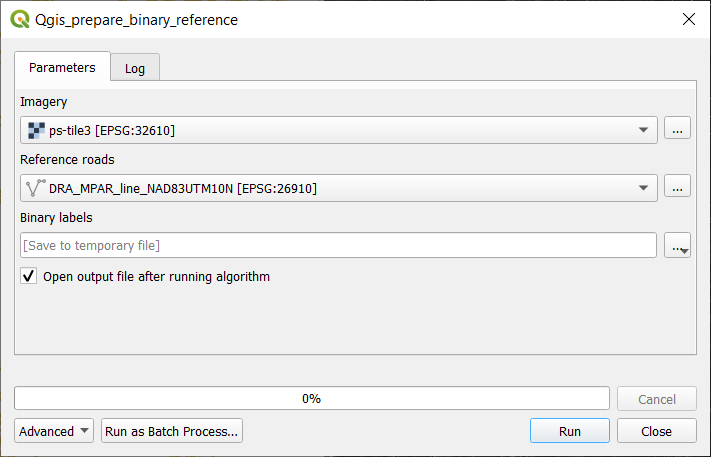 Qgis_prepare_binary_reference
Parameters
Log
Imagery
ps-tile3 [EPSG:32610]
...
Reference roads
DRA_MPAR_line_NAD83UTM10N [EPSG:26910]
...
Binary labels
[Save to temporary file]
...
Open output file after running algorithm
0%
Cancel
Advanced
Run as Batch Process...
Run
Close